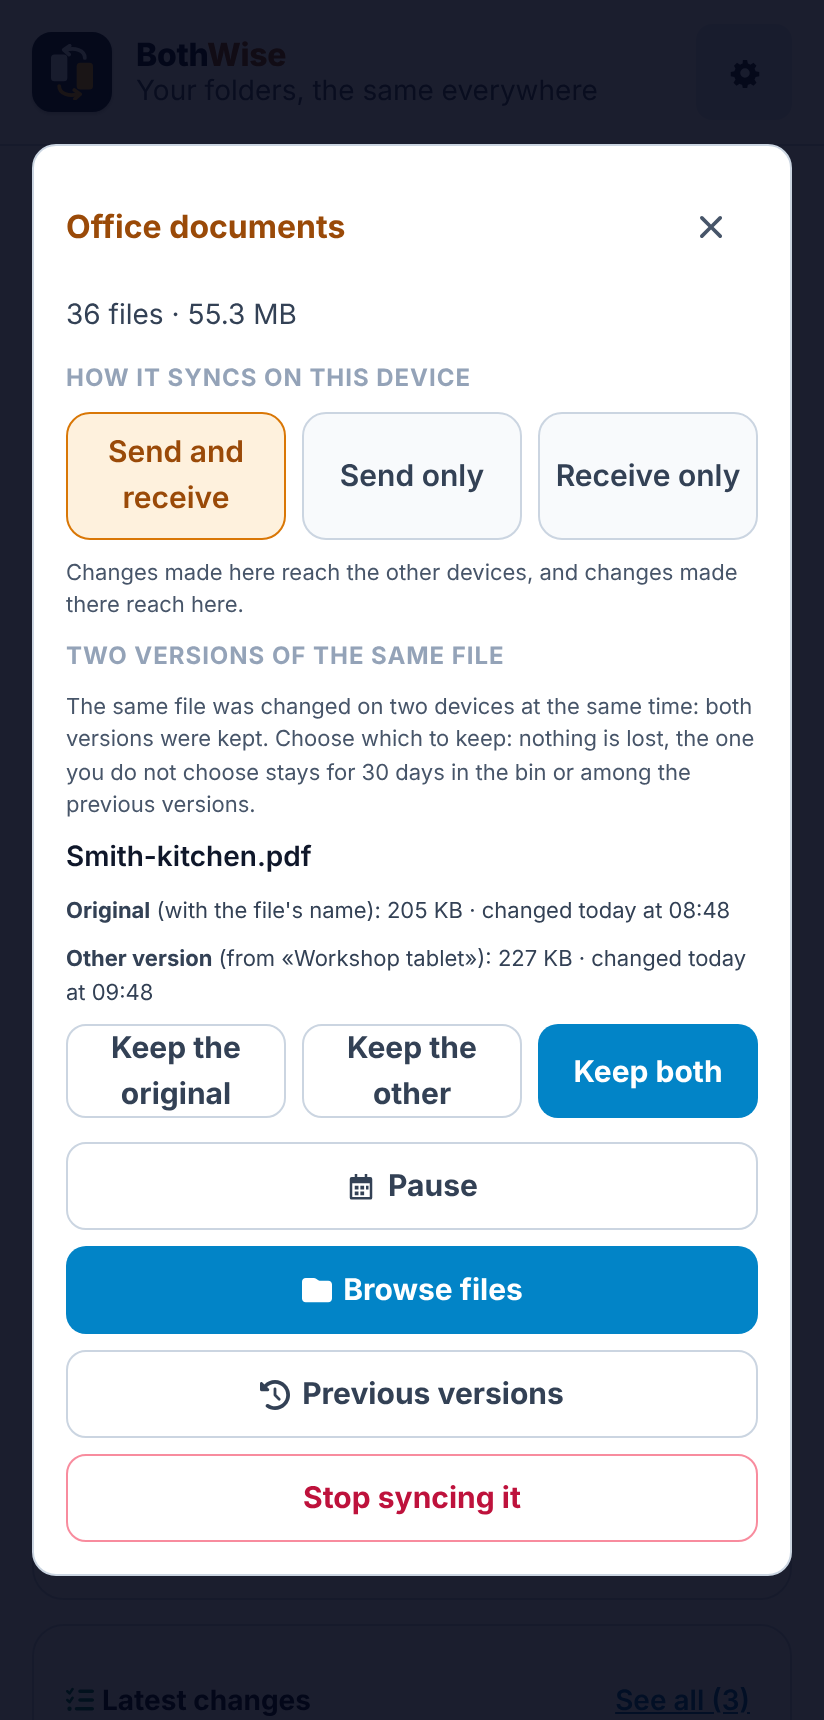 BothWise
Your folders, the same everywhere
Office documents
36 files · 55.3 MB
HOW IT SYNCS ON THIS DEVICE
Send and
receive
Send only
Receive only
Changes made here reach the other devices, and changes made
there reach here.
TWO VERSIONS OF THE SAME FILE
The same file was changed on two devices at the same time: both
versions were kept. Choose which to keep: nothing is lost, the one
you do not choose stays for 30 days in the bin or among the
previous versions.
Smith-kitchen.pdf
Original (with the file's name): 205 KB · changed today at 08:48
Other version (from «Workshop tablet»): 227 KB · changed today
at 09:48
Keep the
original
Keep the
other
Keep both
Pause
Browse files
Previous versions
Stop syncing it
Latest changes
See all (3)